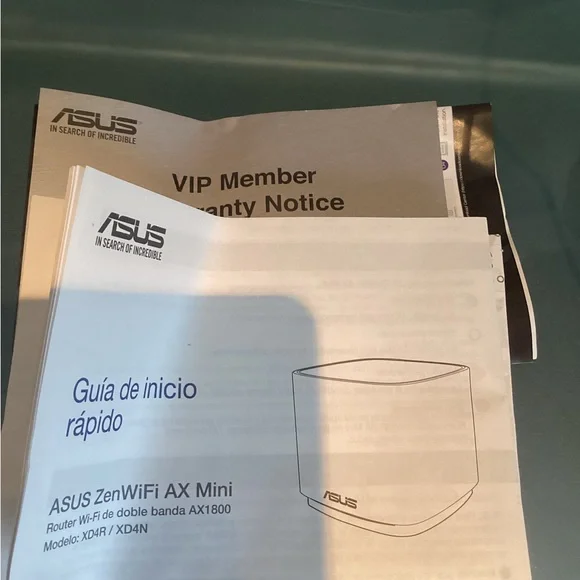 ASUS
IN SEARCH OF INCREDIBLE
VIP Member
ranty Notice
ASUS
IN SEARCH OF INCREDIBLE
Guía de inicio
rápido
ASUS
ASUS ZenWiFi AX Mini
Router Wi-Fi de doble banda AX1800
Modelo: XD4R / XD4N